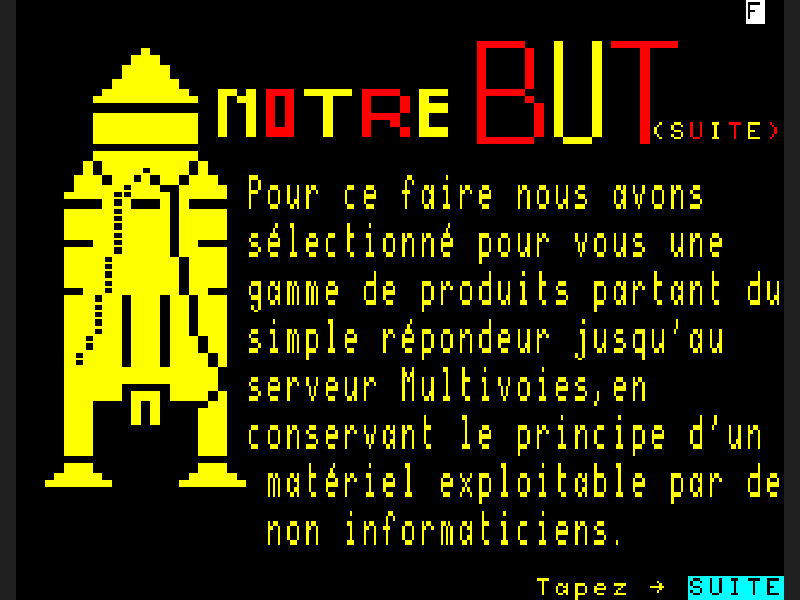 F
NOTRE BUT
(SUITE)
Pour ce faire nous avons
sélectionné pour vous une
gamme de produits partant du
simple répondeur jusqu'au
serveur Multivoies,en
conservant le principe d'un
matériel exploitable par de
non informaticiens.
Tapez → SUITE